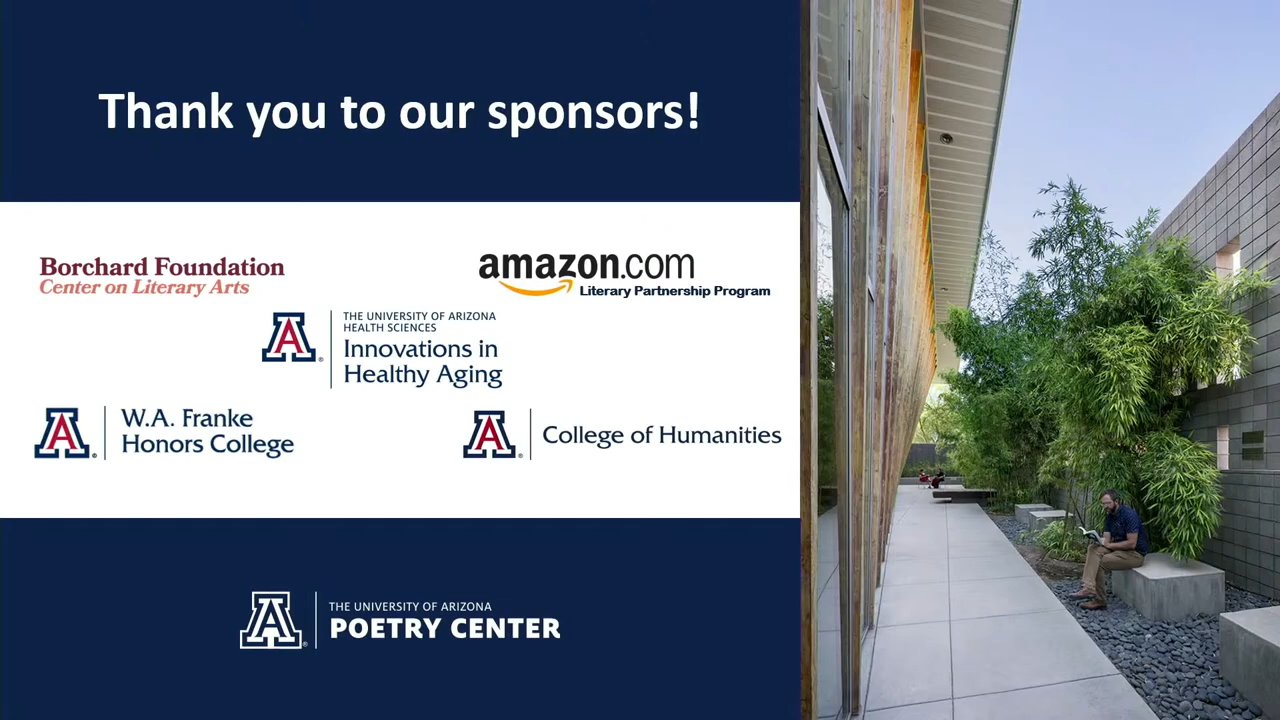 Thank you to our sponsors!
Borchard Foundation
Center on Literary Arts
amazon.com
Literary Partnership Program
THE UNIVERSITY OF ARIZONA
HEALTH SCIENCES
Innovations in
Healthy Aging
W.A. Franke
Honors College
College of Humanities
THE UNIVERSITY OF ARIZONA
POETRY CENTER